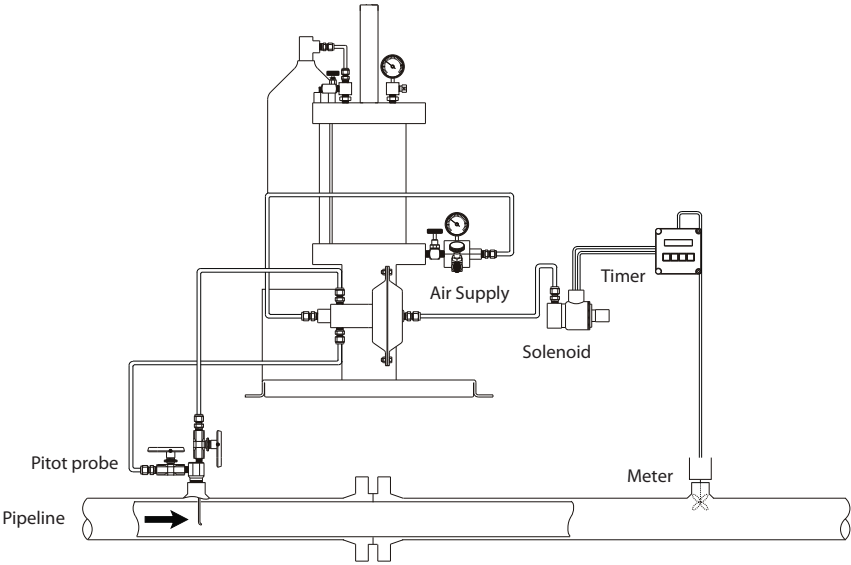 Air Supply
Timer
Solenoid
Pitot probe
Meter
Pipeline